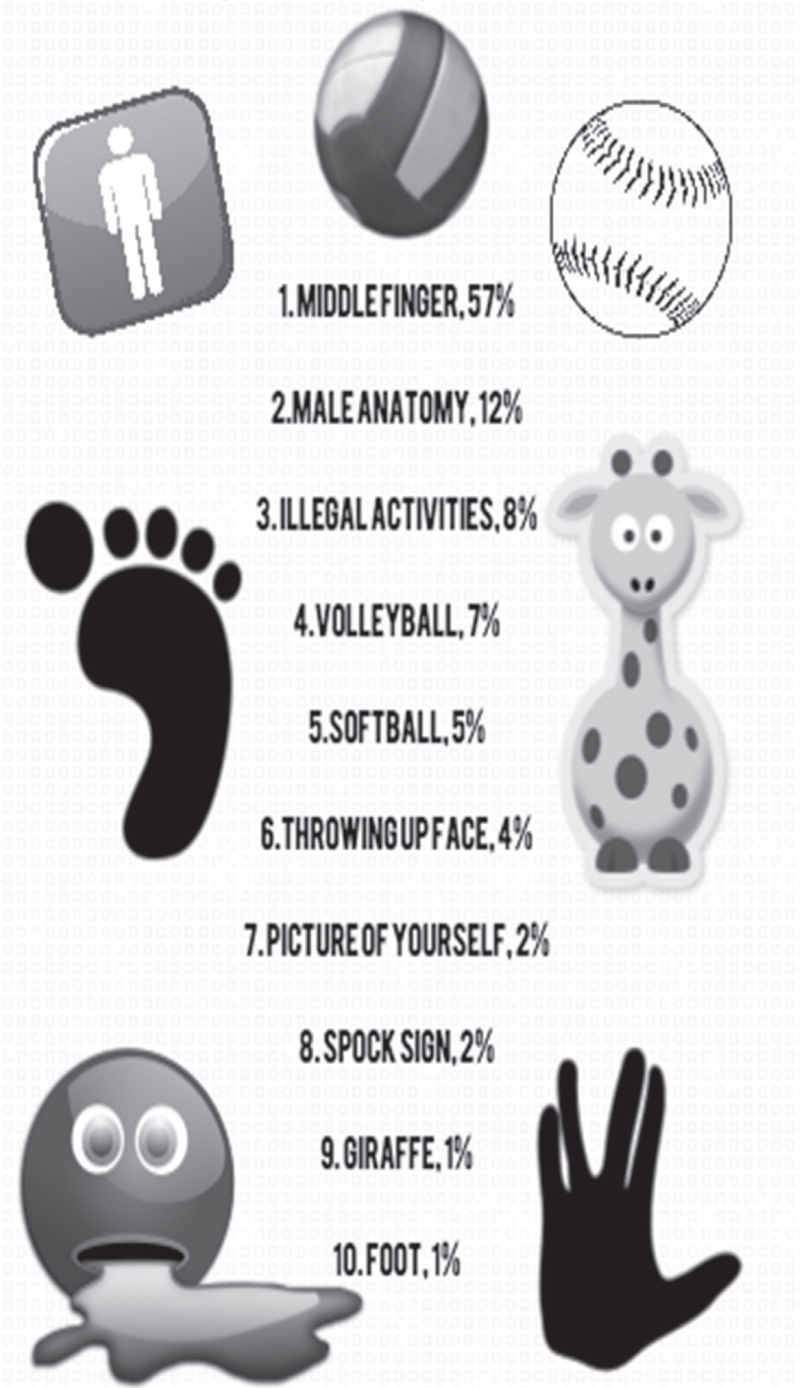 1. MIDDLE FINGER, 57%
2. MALE ANATOMY, 12%
3. ILLEGAL ACTIVITIES, 8%
4. VOLLEYBALL, 7%
5. SOFTBALL, 5%
6. THROWING UP FACE, 4%
7. PICTURE OF YOURSELF, 2%
8. SPOCK SIGN, 2%
9. GIRAFFE, 1%
10. FOOT, 1%